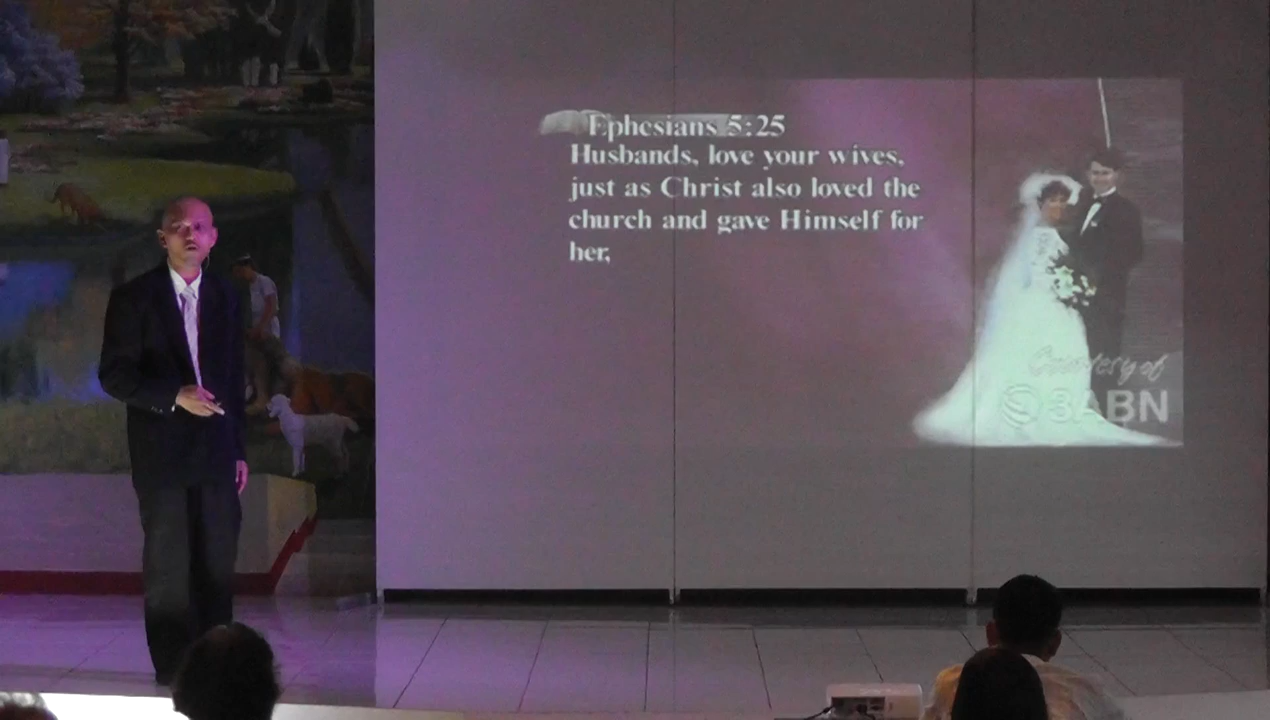 Ephesians 5:25
Husbands, love your wives,
just as Christ also loved the
church and gave Himself for
her,
Courtesy of
3ABN